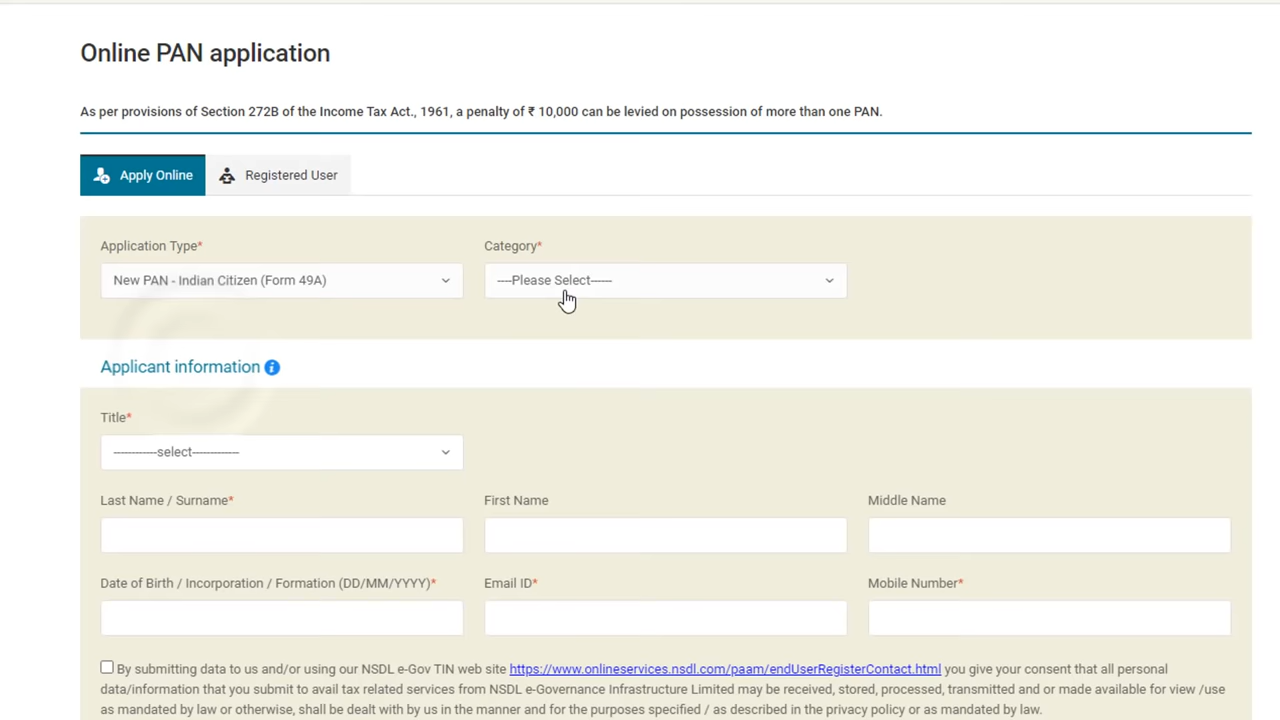 Online PAN application
As per provisions of Section 272B of the Income Tax Act., 1961, a penalty of ₹ 10,000 can be levied on possession of more than one PAN.
Apply Online
Registered User
Application Type*
Category*
New PAN - Indian Citizen (Form 49A)
----Please Select------
Applicant information
Title*
------------select-------------
Last Name / Surname*
First Name
Middle Name
Date of Birth / Incorporation / Formation (DD/MM/YYYY)*
Email ID*
Mobile Number*
By submitting data to us and/or using our NSDL e-Gov TIN web site https://www.onlineservices.nsdl.com/paam/endUserRegisterContact.html you give your consent that all personal
data/information that you submit to avail tax related services from NSDL e-Governance Infrastructure Limited may be received, stored, processed, transmitted and or made available for view /use
as mandated by law or otherwise, shall be dealt with by us in the manner and for the purposes specified / as described in the privacy policy or as mandated by law.